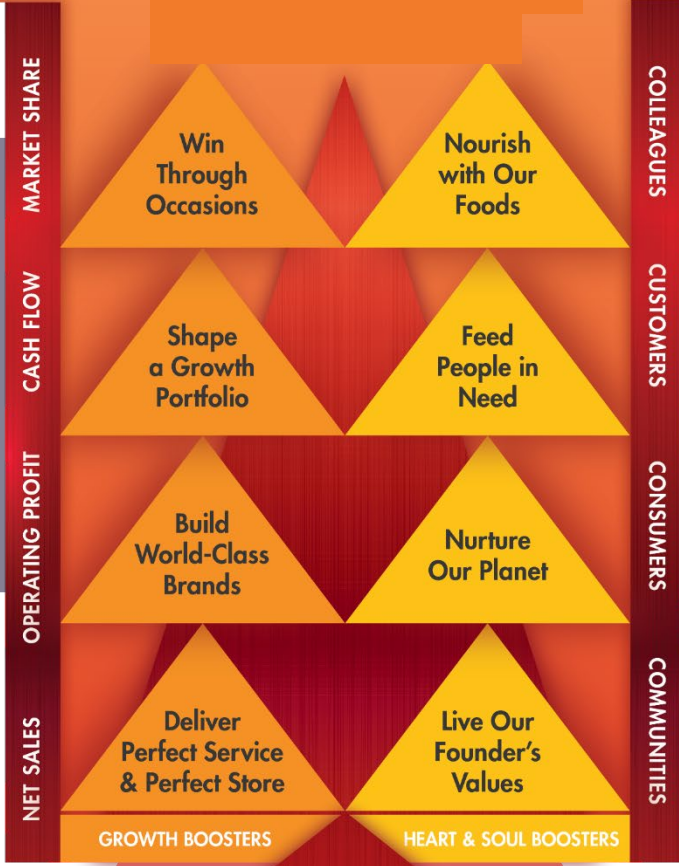 MARKET SHARE
CASH FLOW
OPERATING PROFIT
NET SALES
Win
Through
Occasions
Nourish
with Our
Foods
Shape
a Growth
Portfolio
Feed
People in
Need
Build
World-Class
Brands
Nurture
Our Planet
Deliver
Perfect Service
& Perfect Store
Live Our
Founder's
Values
GROWTH BOOSTERS
HEART & SOUL BOOSTERS
COLLEAGUES
CUSTOMERS
CONSUMERS
COMMUNITIES